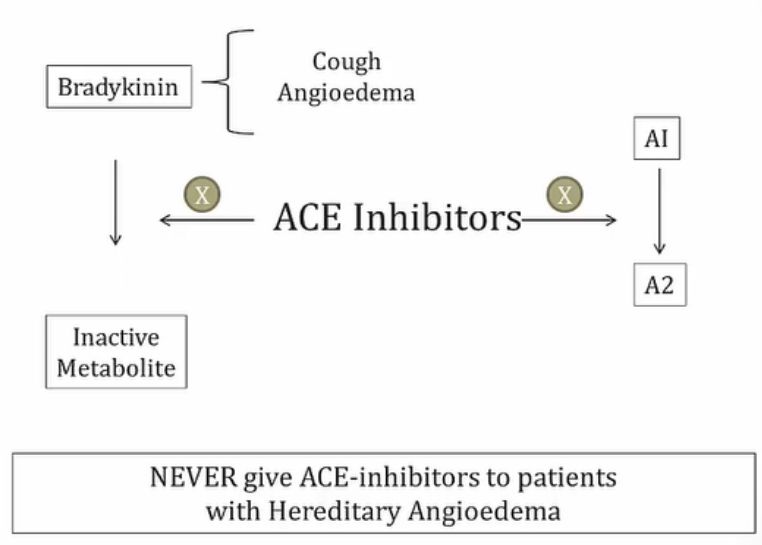 Bradykinin
Cough
Angioedema
AI
X
X
ACE Inhibitors
A2
Inactive
Metabolite
NEVER give ACE-inhibitors to patients
with Hereditary Angioedema